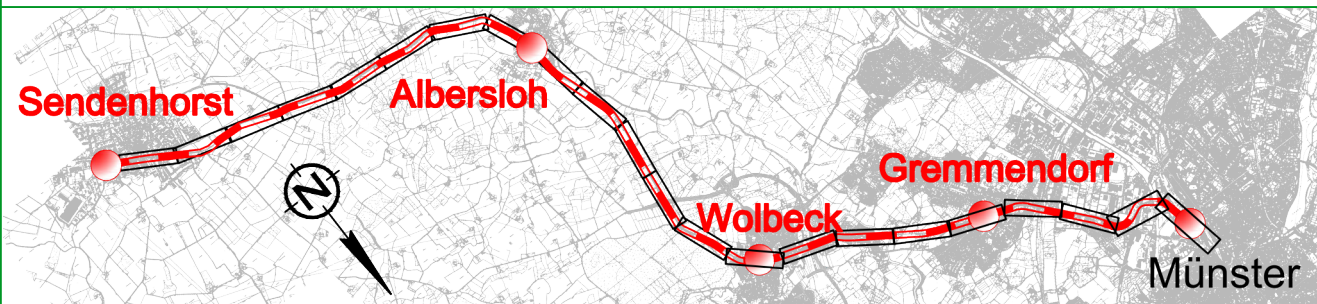 Sendenhorst
Albersloh
N
Wolbeck
Gremmendorf
Münster